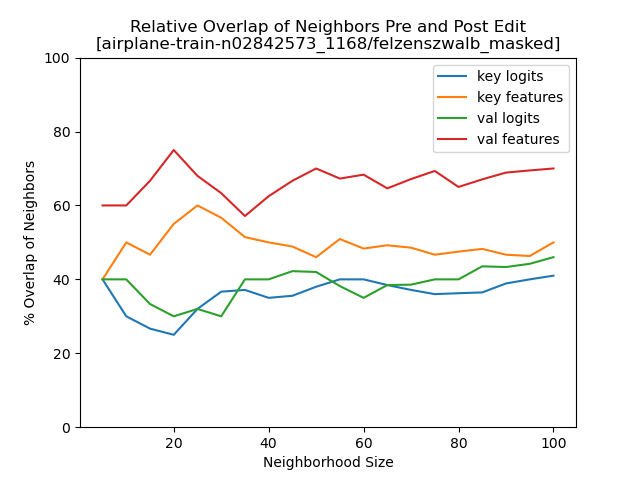 Relative Overlap of Neighbors Pre and Post Edit
[airplane-train-n02842573_1168/felzenszwalb_masked]
key logits
key features
val logits
val features
100
80
60
40
20
0
% Overlap of Neighbors
20 40 60 80 100
Neighborhood Size